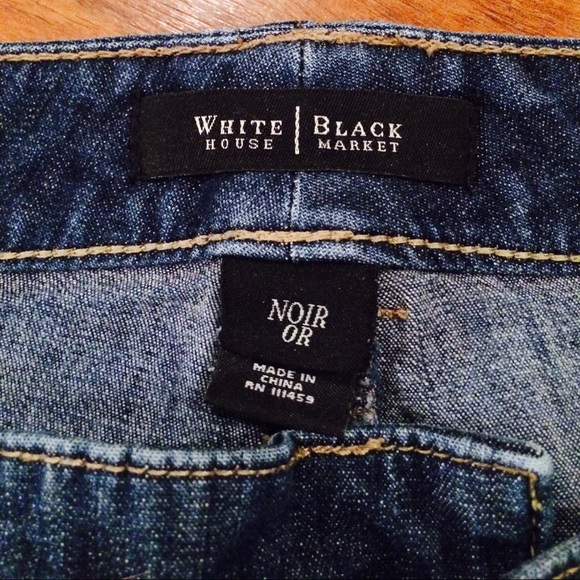 WHITE | BLACK
HOUSE | MARKET
NOIR
OR
MADE IN
CHINA
RN 111459